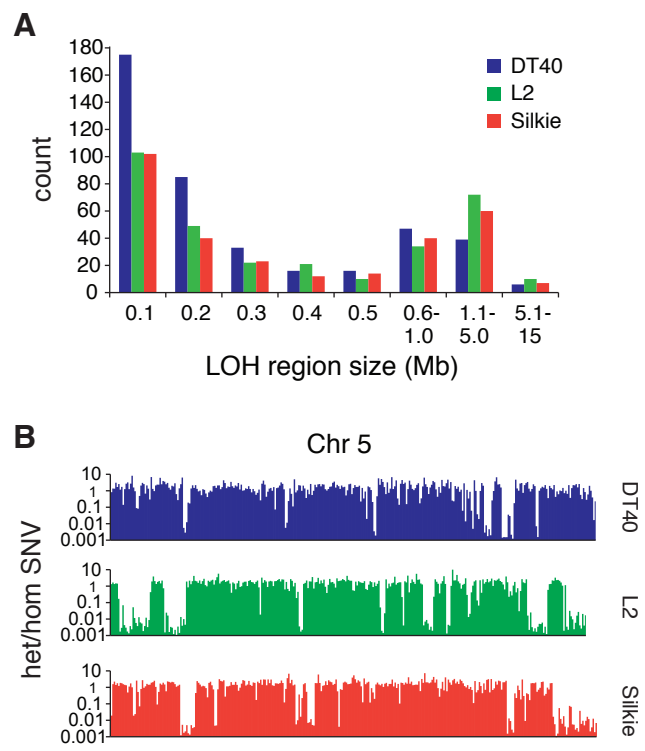 A
180
160
140
120
100
80
60
40
20
0
count
DT40
L2
Silkie
0.1 0.2 0.3 0.4 0.5 0.6- 1.1- 5.1-
1.0 5.0 15
LOH region size (Mb)
B
Chr 5
het/hom SNV
10
1
0.1
0.01
0.001
DT40
10
1
0.1
0.01
0.001
L2
10
1
0.1
0.01
0.001
Silkie